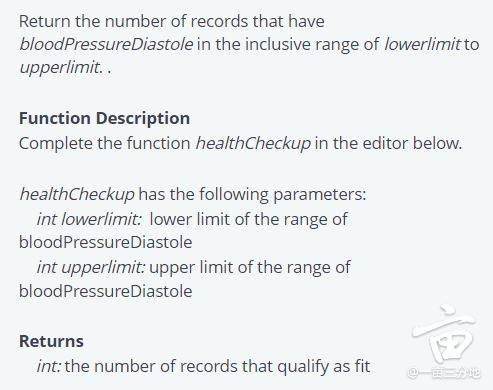 Return the number of records that have
bloodPressureDiastole in the inclusive range of lowerlimit to
upperlimit. .
Function Description
Complete the function healthCheckup in the editor below.
healthCheckup has the following parameters:
int lowerlimit: lower limit of the range of
bloodPressureDiastole
int upperlimit: upper limit of the range of
bloodPressureDiastole
Returns
int: the number of records that qualify as fit
亩
@一亩三分地